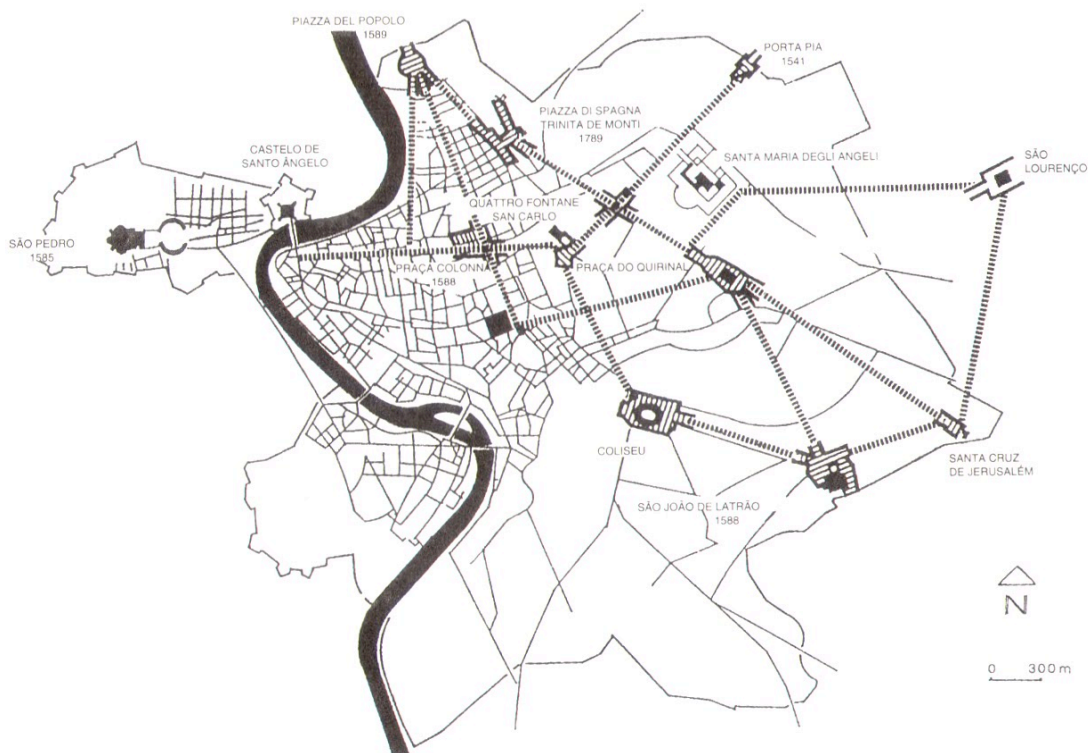 PIAZZA DEL POPOLO
1589
PORTA PIA
1541
PIAZZA DI SPAGNA
TRINITA DE MONTI
1789
CASTELO DE
SANTO ÂNGELO
SANTA MARIA DEGLI ANGELI
SÃO
LOURENÇO
QUATTRO FONTANE
SAN CARLO
SÃO PEDRO
1585
PRAÇA COLONNA
1588
PRAÇA DO QUIRINAL
COLISEU
SANTA CRUZ
DE JERUSALÉM
SÃO JOÃO DE LATRÃO
1588
N
0 300 m